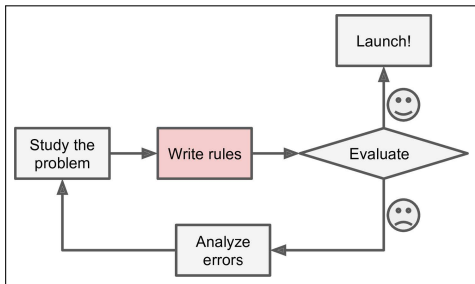 Launch!
Study the
problem
Write rules
Evaluate
Analyze
errors